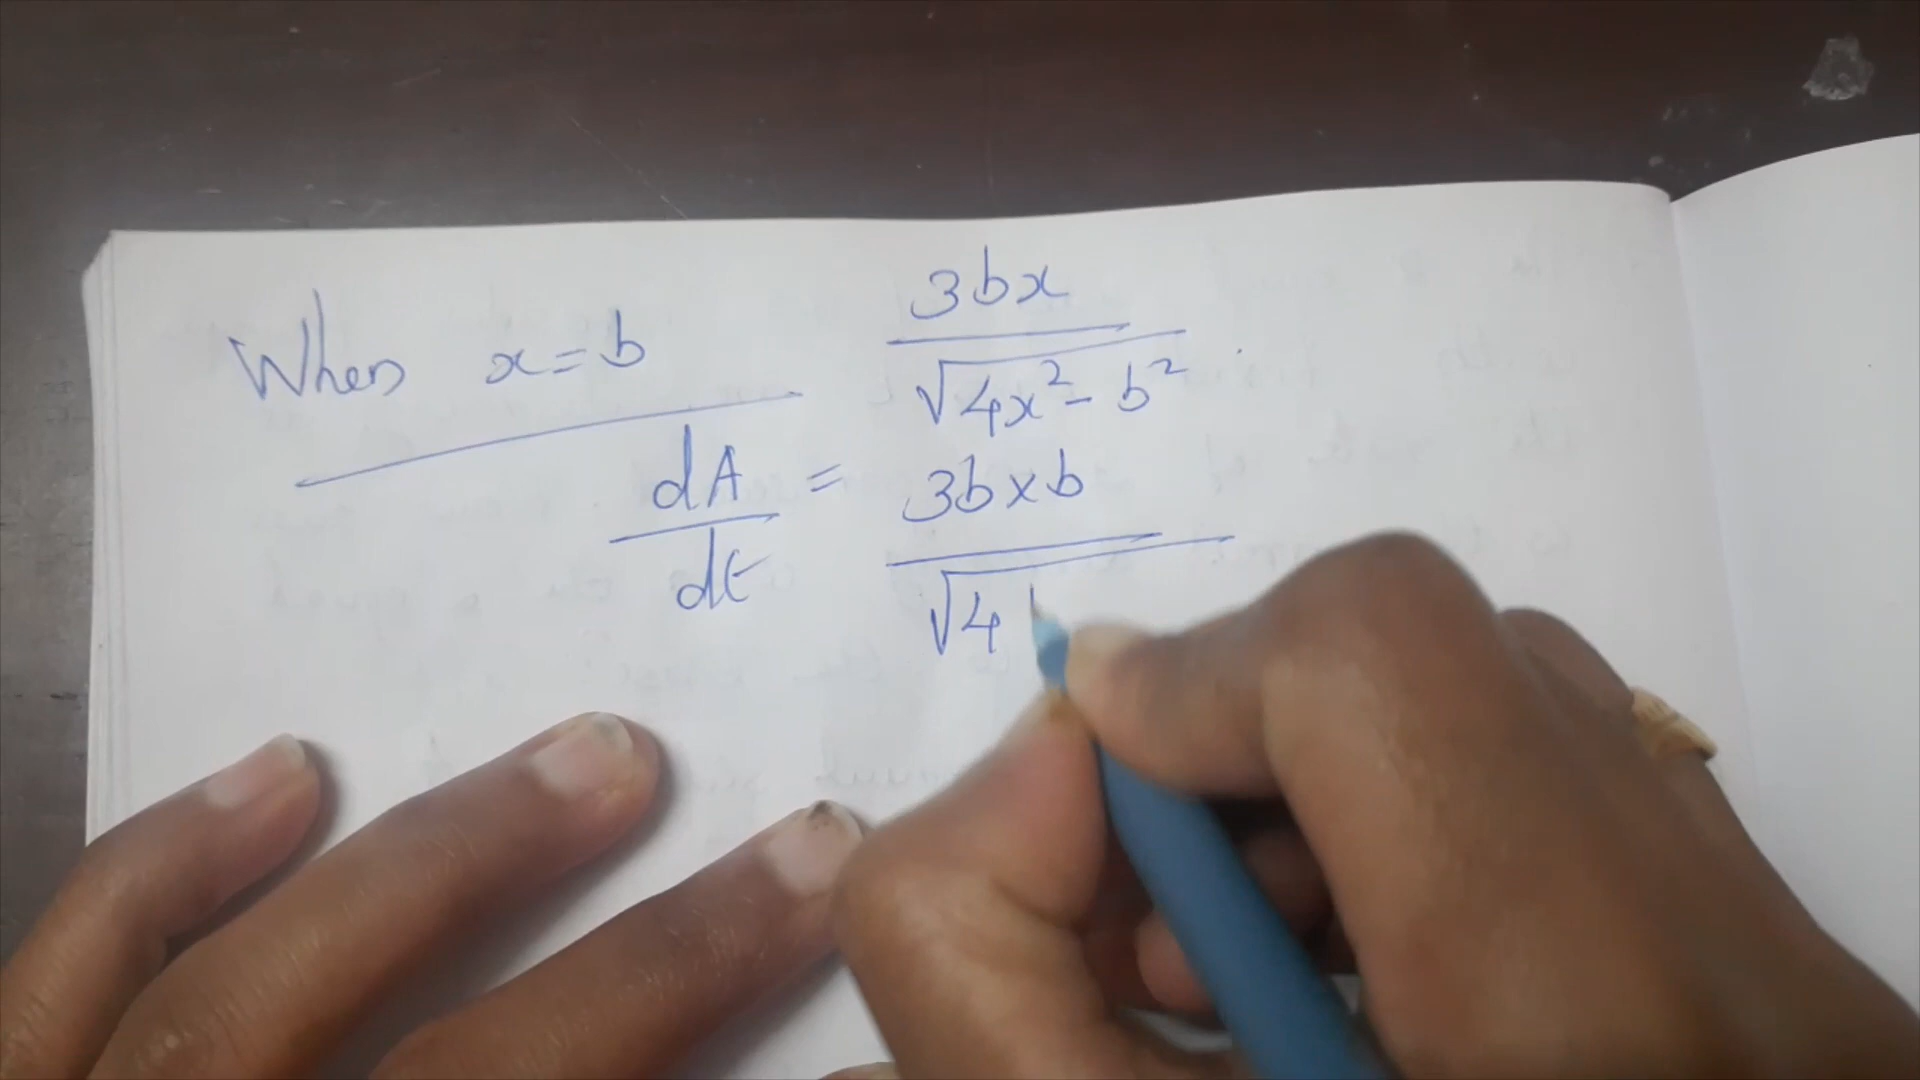 When x=b 3bx
√4x²- b²
dA = 3b×b
dt √4